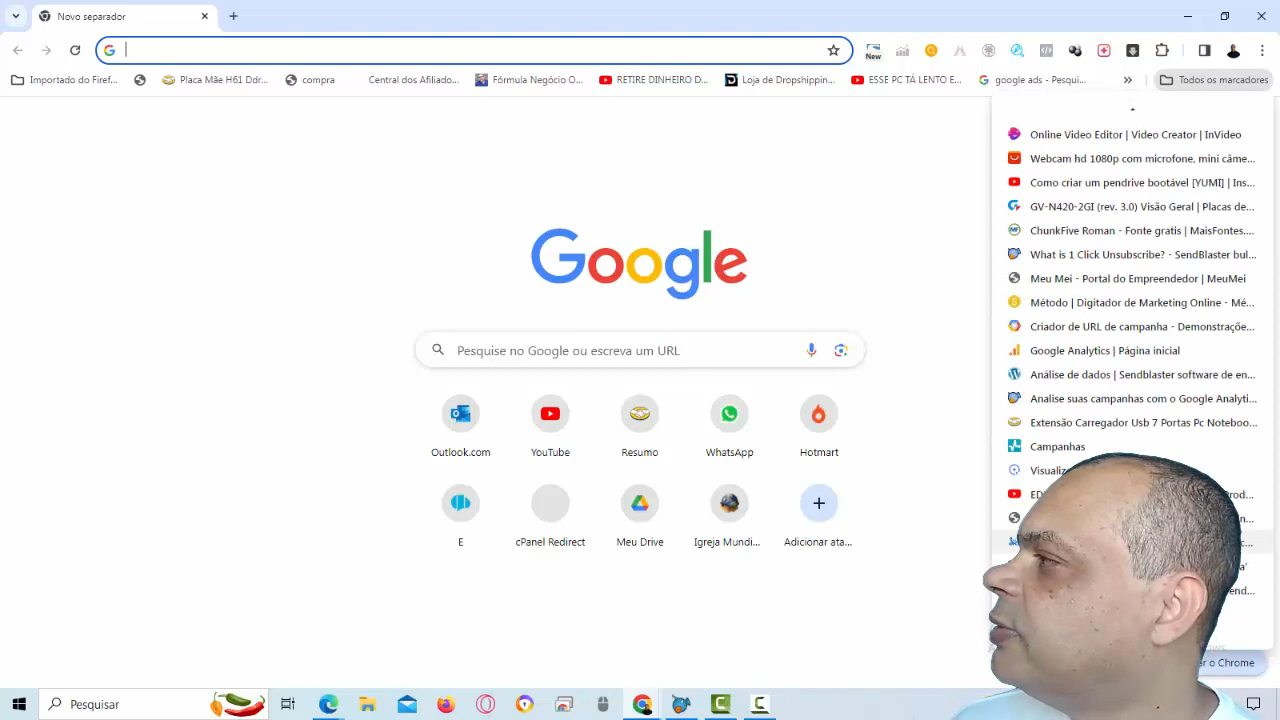 Novo separador
Importado do Firef...
Placa Mãe H61 Ddr...
compra
Central dos Afiliado...
Fórmula Negócio O...
RETIRE DINHEIRO D...
Loja de Dropshippin...
ESSE PC TÁ LENTO E...
google ads - Pesqui...
»
Todos os marcadores
New
Online Video Editor | Video Creator | InVideo
Webcam hd 1080p com microfone, mini câme...
Como criar um pendrive bootável [YUMI] | Ins...
GV-N420-2GI (rev. 3.0) Visão Geral | Placas de...
ChunkFive Roman - Fonte gratis | MaisFontes....
What is 1 Click Unsubscribe? - SendBlaster bul...
Meu Mei - Portal do Empreendedor | MeuMei
Método | Digitador de Marketing Online - Mé...
Criador de URL de campanha - Demonstraçõe...
Google Analytics | Página inicial
Análise de dados | Sendblaster software de en...
Analise suas campanhas com o Google Analyti...
Extensão Carregador Usb 7 Portas Pc Noteboo...
Campanhas
Google
Pesquise no Google ou escreva um URL
Outlook.com
YouTube
Resumo
WhatsApp
Hotmart
E
cPanel Redirect
Meu Drive
Igreja Mundi...
Adicionar ata...
r o Chrome
Pesquisar